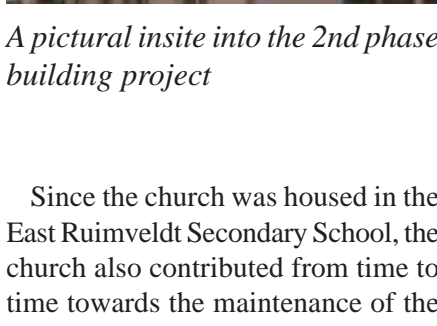 A pictural insite into the 2nd phase
building project
Since the church was housed in the
East Ruimveldt Secondary School, the
church also contributed from time to
time towards the maintenance of the